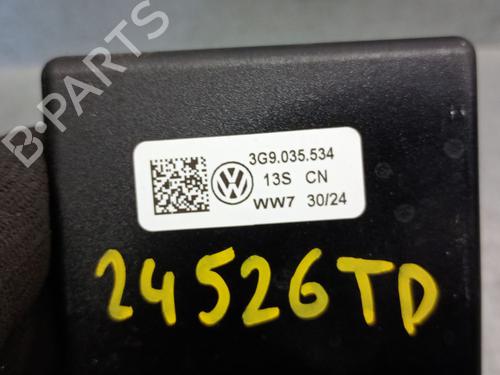 B-PARTS
3G9.035.534
13S CN
WW7 30/24
24526TD